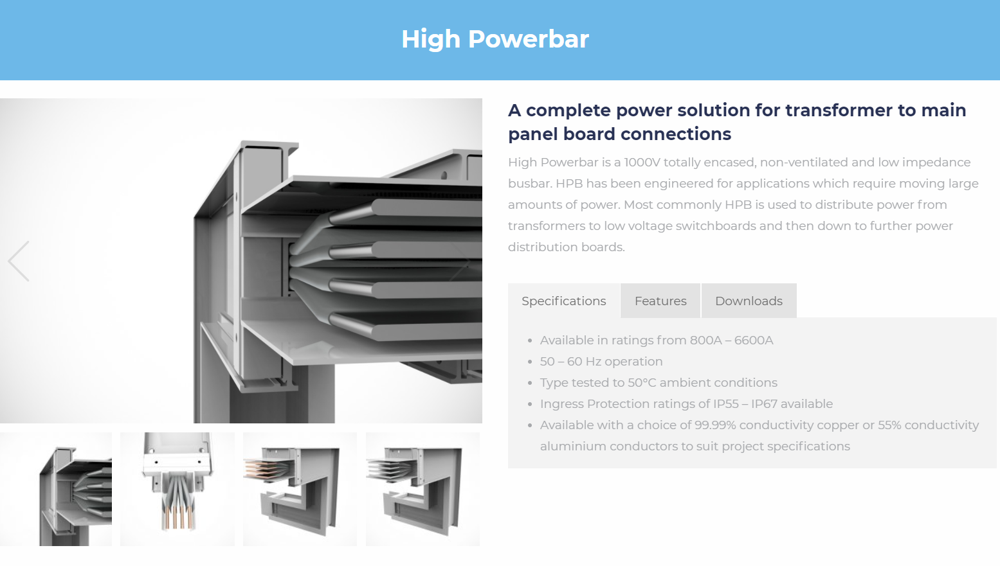 High Powerbar
A complete power solution for transformer to main
panel board connections
High Powerbar is a 1000V totally encased, non-ventilated and low impedance
busbar. HPB has been engineered for applications which require moving large
amounts of power. Most commonly HPB is used to distribute power from
transformers to low voltage switchboards and then down to further power
distribution boards.
Specifications Features Downloads
• Available in ratings from 800A – 6600A
• 50 – 60 Hz operation
• Type tested to 50°C ambient conditions
• Ingress Protection ratings of IP55 – IP67 available
• Available with a choice of 99.99% conductivity copper or 55% conductivity
aluminium conductors to suit project specifications